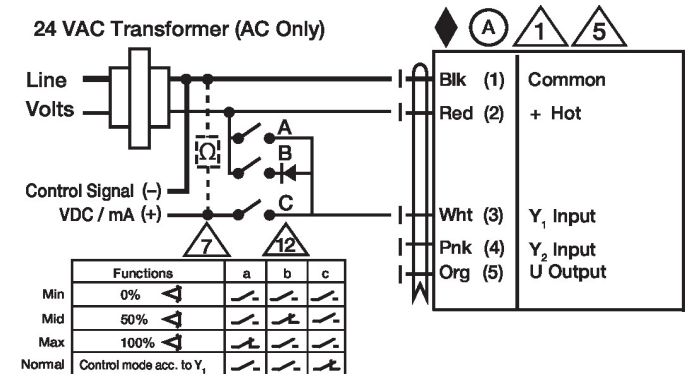 24 VAC Transformer (AC Only)
A 1 5
Line
Volts
Blk (1) Common
Red (2) + Hot
A
B
C
Ω
Control Signal (–)
VDC / mA (+)
Wht (3) Y1 Input
Pnk (4) Y2 Input
Org (5) U Output
7 12
Functions a b c
Min 0%
Mid 50%
Max 100%
Normal Control mode acc. to Y1